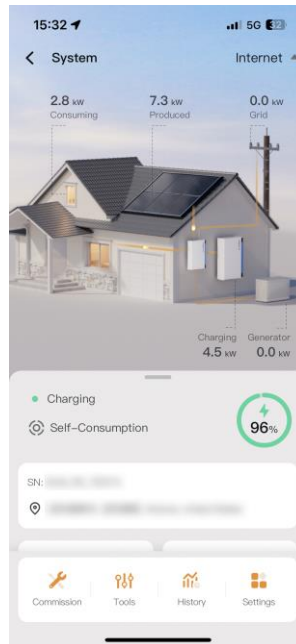 15:32
5G 32
System
Internet
2.8 kW
7.3 kW
0.0 kW
Consuming
Produced
Grid
Charging
Generator
4.5 kW
0.0 kW
Charging
Self-Consumption
96%
SN:
Commission
Tools
History
Settings